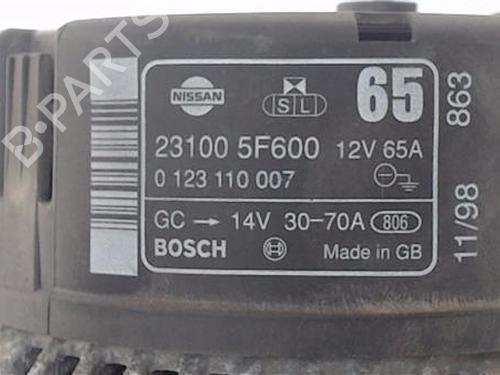 NISSAN
S L
65
23100 5F600 12V 65A
0 123 110 007
GC → 14V 30-70A 806
BOSCH Made in GB
11/98 863
B-PARTS